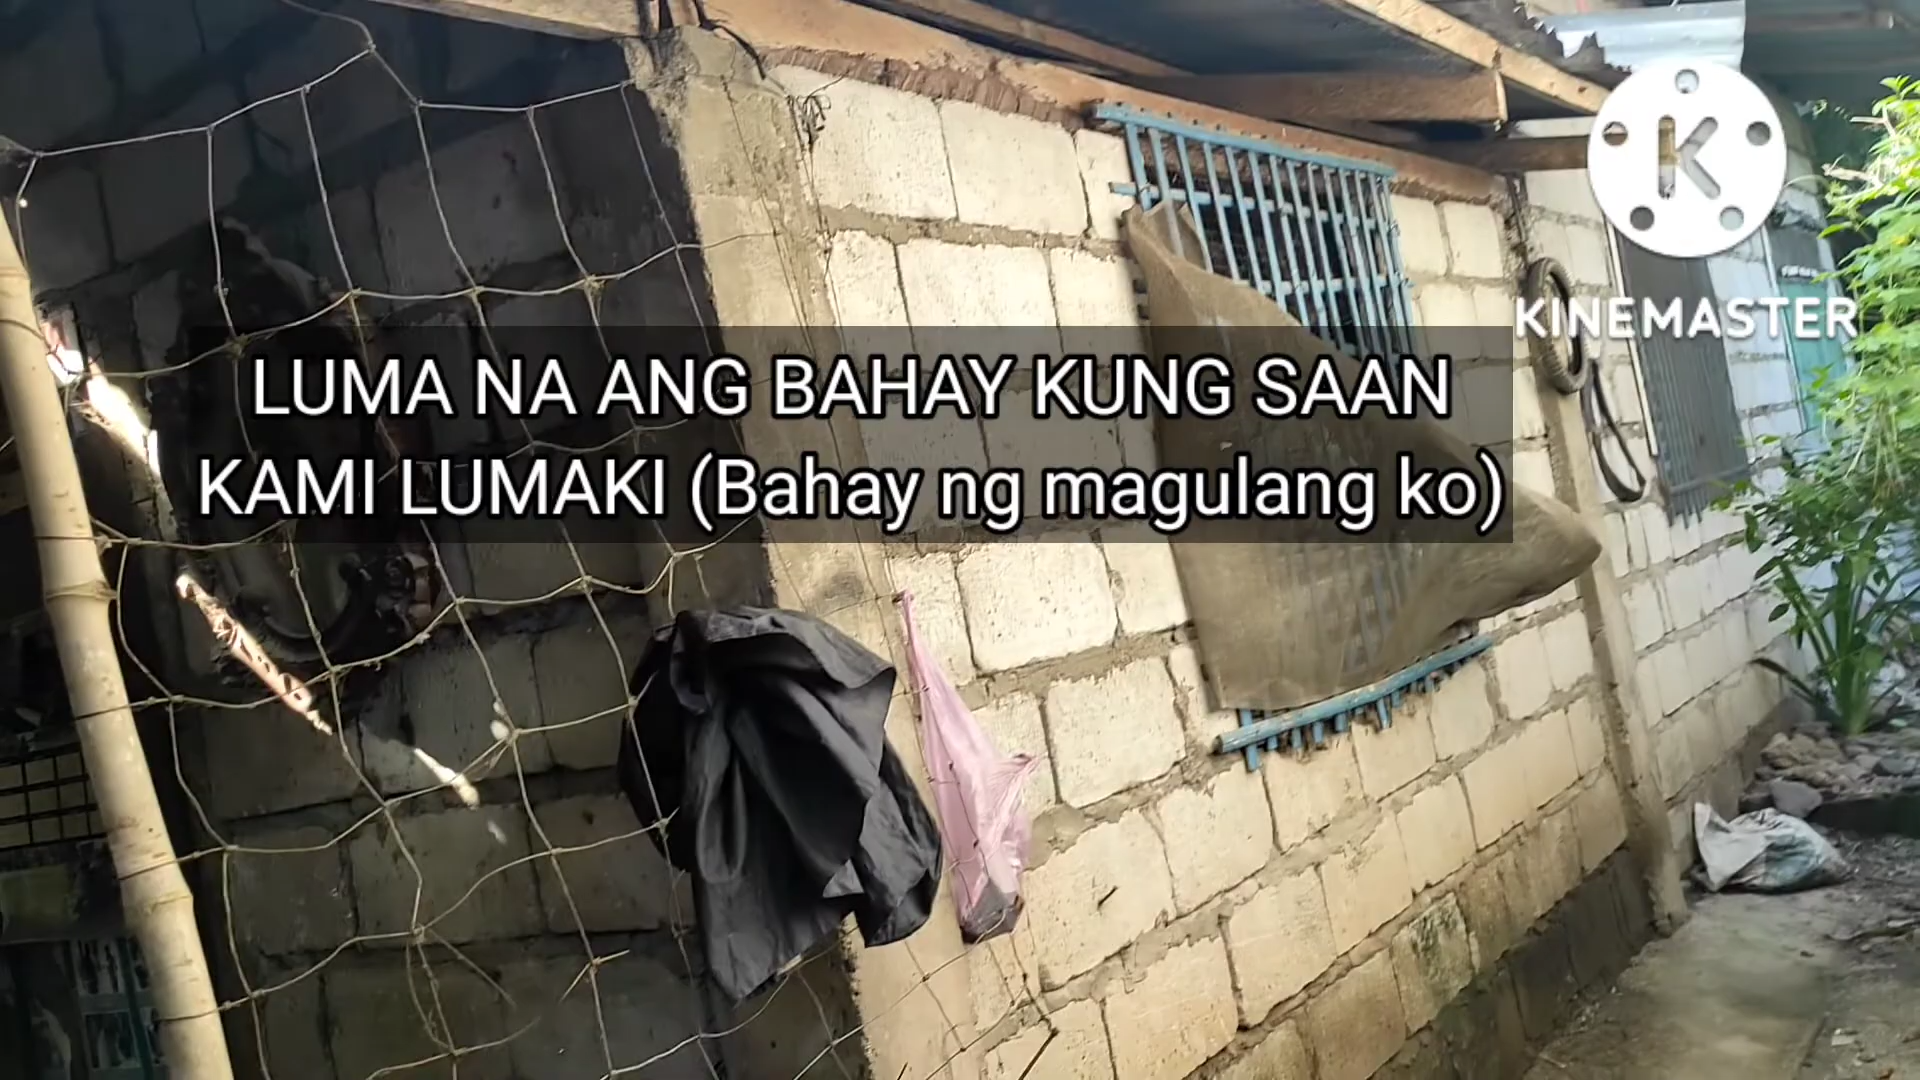 K
KINEMASTER
LUMA NA ANG BAHAY KUNG SAAN
KAMI LUMAKI (Bahay ng magulang ko)